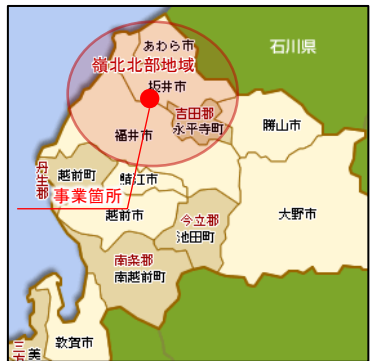 あわら市
石川県
嶺北北部地域
坂井市
吉田郡
永平寺町
勝山市
福井市
丹生郡
越前町
鯖江市
事業箇所
越前市
今立郡
池田町
大野市
南条郡
南越前町
敦賀市
三方
美